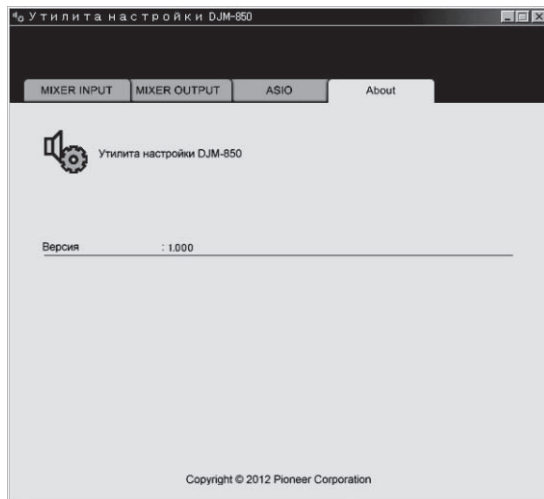 Утилита настройки DJM-850
MIXER INPUT MIXER OUTPUT ASIO About
Утилита настройки DJM-850
Версия : 1.000
Copyright © 2012 Pioneer Corporation